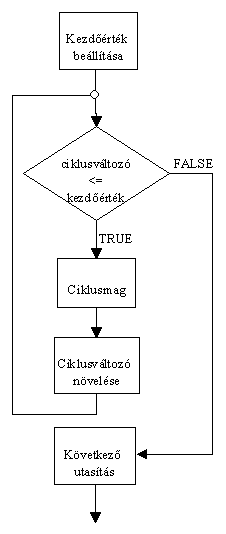 Kezdőérték
beállítása
ciklusváltozó
<=
kezdőérték
FALSE
TRUE
Ciklusmag
Ciklusváltozó
növelése
Következő
utasítás